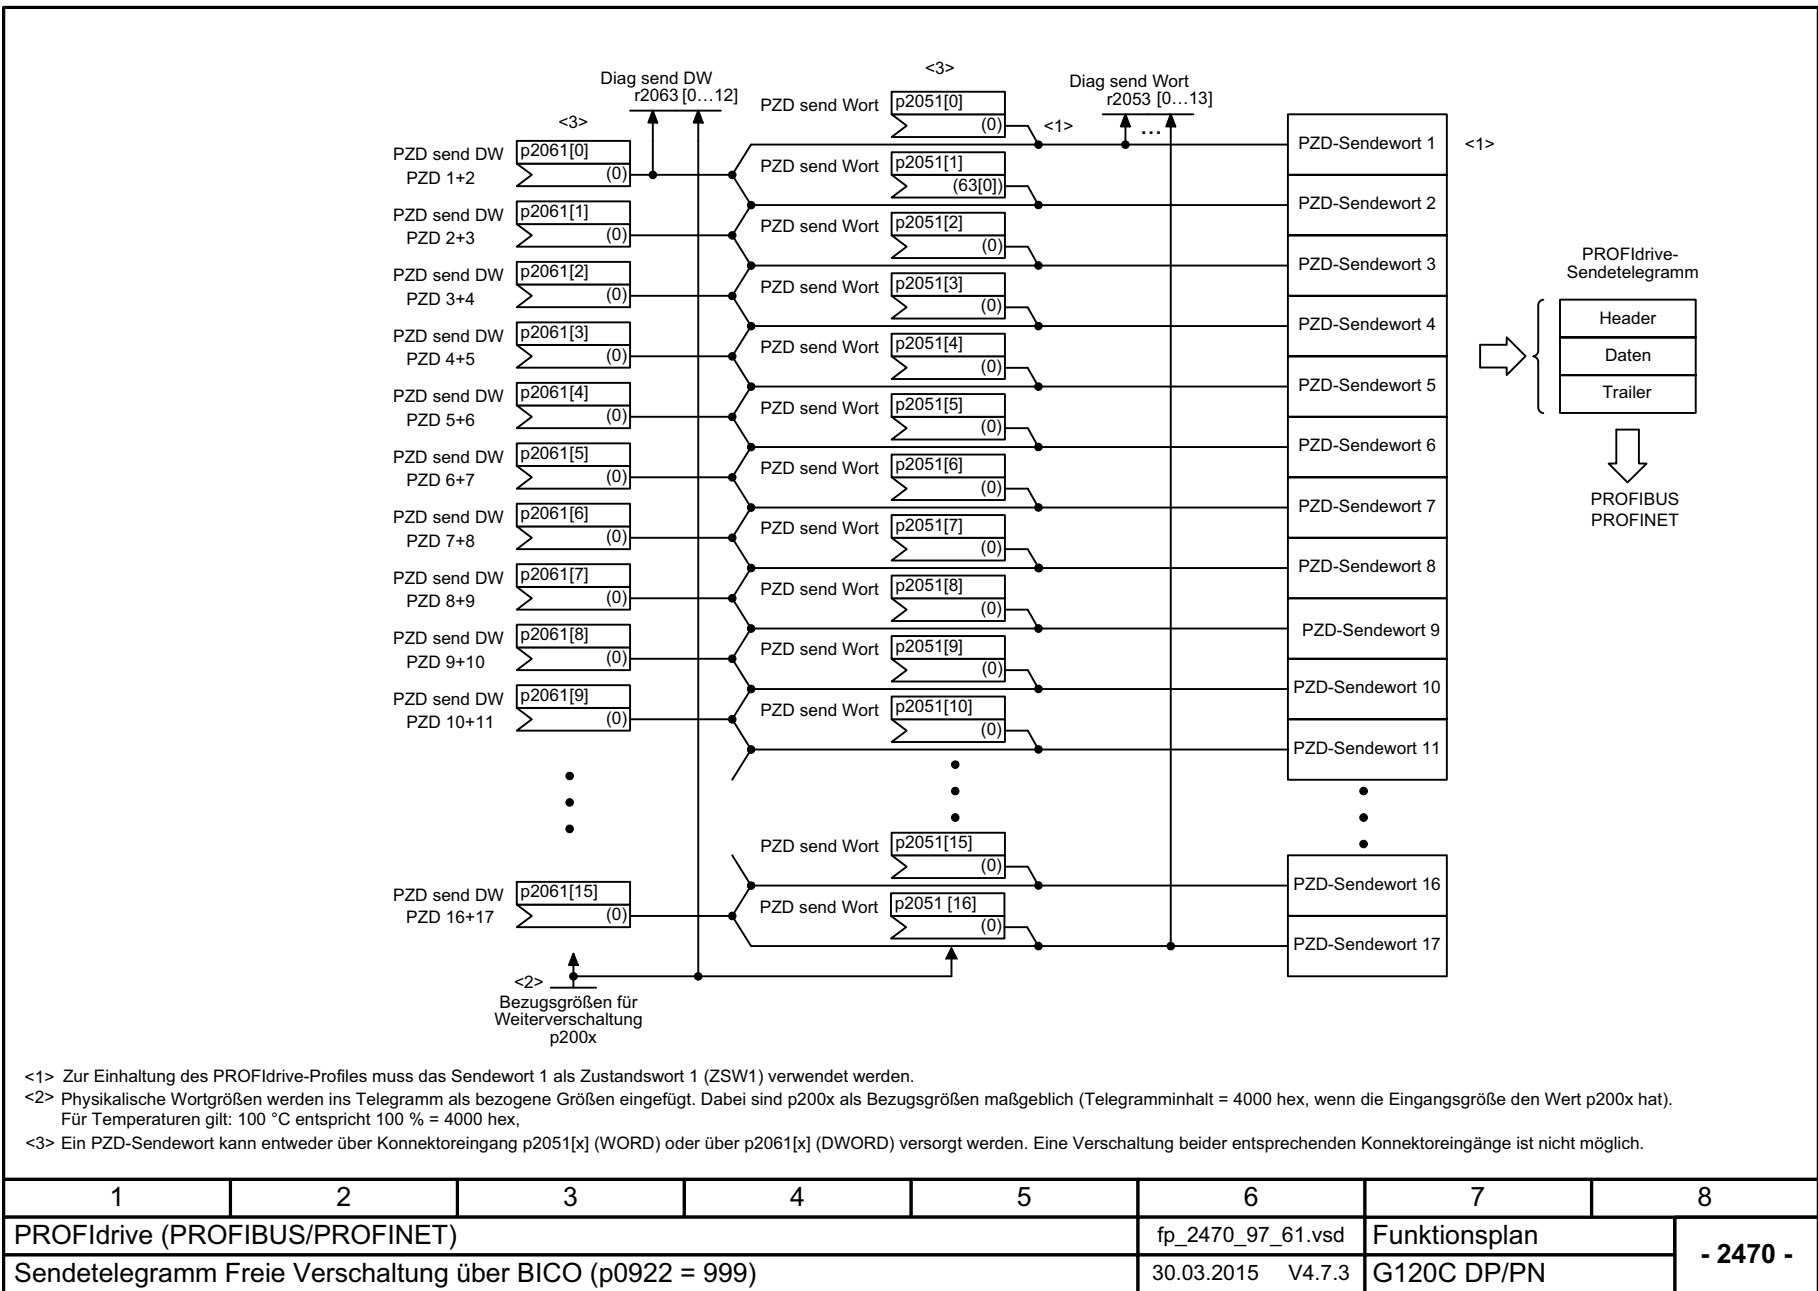 Diag send DW
r2063 [0…12]
<3>
Diag send Wort
r2053 [0…13]
<3>
PZD send DW
PZD 1+2
p2061[0]
(0)
PZD send DW
PZD 2+3
p2061[1]
(0)
PZD send DW
PZD 3+4
p2061[2]
(0)
PZD send DW
PZD 4+5
p2061[3]
(0)
PZD send DW
PZD 5+6
p2061[4]
(0)
PZD send DW
PZD 6+7
p2061[5]
(0)
PZD send DW
PZD 7+8
p2061[6]
(0)
PZD send DW
PZD 8+9
p2061[7]
(0)
PZD send DW
PZD 9+10
p2061[8]
(0)
PZD send DW
PZD 10+11
p2061[9]
(0)
PZD send DW
PZD 16+17
p2061[15]
(0)
<2>
Bezugsgrößen für
Weiterverschaltung
p200x
PZD send Wort p2051[0]
(0)
<1>
...
PZD send Wort p2051[1]
(63[0])
PZD send Wort p2051[2]
(0)
PZD send Wort p2051[3]
(0)
PZD send Wort p2051[4]
(0)
PZD send Wort p2051[5]
(0)
PZD send Wort p2051[6]
(0)
PZD send Wort p2051[7]
(0)
PZD send Wort p2051[8]
(0)
PZD send Wort p2051[9]
(0)
PZD send Wort p2051[10]
(0)
PZD send Wort p2051[15]
(0)
PZD send Wort p2051 [16]
(0)
PZD-Sendewort 1 <1>
PZD-Sendewort 2
PZD-Sendewort 3
PZD-Sendewort 4
PZD-Sendewort 5
PZD-Sendewort 6
PZD-Sendewort 7
PZD-Sendewort 8
PZD-Sendewort 9
PZD-Sendewort 10
PZD-Sendewort 11
PZD-Sendewort 16
PZD-Sendewort 17
PROFIdrive-
Sendetelegramm
Header
Daten
Trailer
PROFIBUS
PROFINET
<1> Zur Einhaltung des PROFIdrive-Profiles muss das Sendewort 1 als Zustandswort 1 (ZSW1) verwendet werden.
<2> Physikalische Wortgrößen werden ins Telegramm als bezogene Größen eingefügt. Dabei sind p200x als Bezugsgrößen maßgeblich (Telegramminhalt = 4000 hex, wenn die Eingangsgröße den Wert p200x hat).
Für Temperaturen gilt: 100 °C entspricht 100 % = 4000 hex,
<3> Ein PZD-Sendewort kann entweder über Konnektoreingang p2051[x] (WORD) oder über p2061[x] (DWORD) versorgt werden. Eine Verschaltung beider entsprechenden Konnektoreingänge ist nicht möglich.
1 2 3 4 5 6 7 8
PROFIdrive (PROFIBUS/PROFINET) fp_2470_97_61.vsd Funktionsplan
- 2470 -
Sendetelegramm Freie Verschaltung über BICO (p0922 = 999) 30.03.2015 V4.7.3 G120C DP/PN